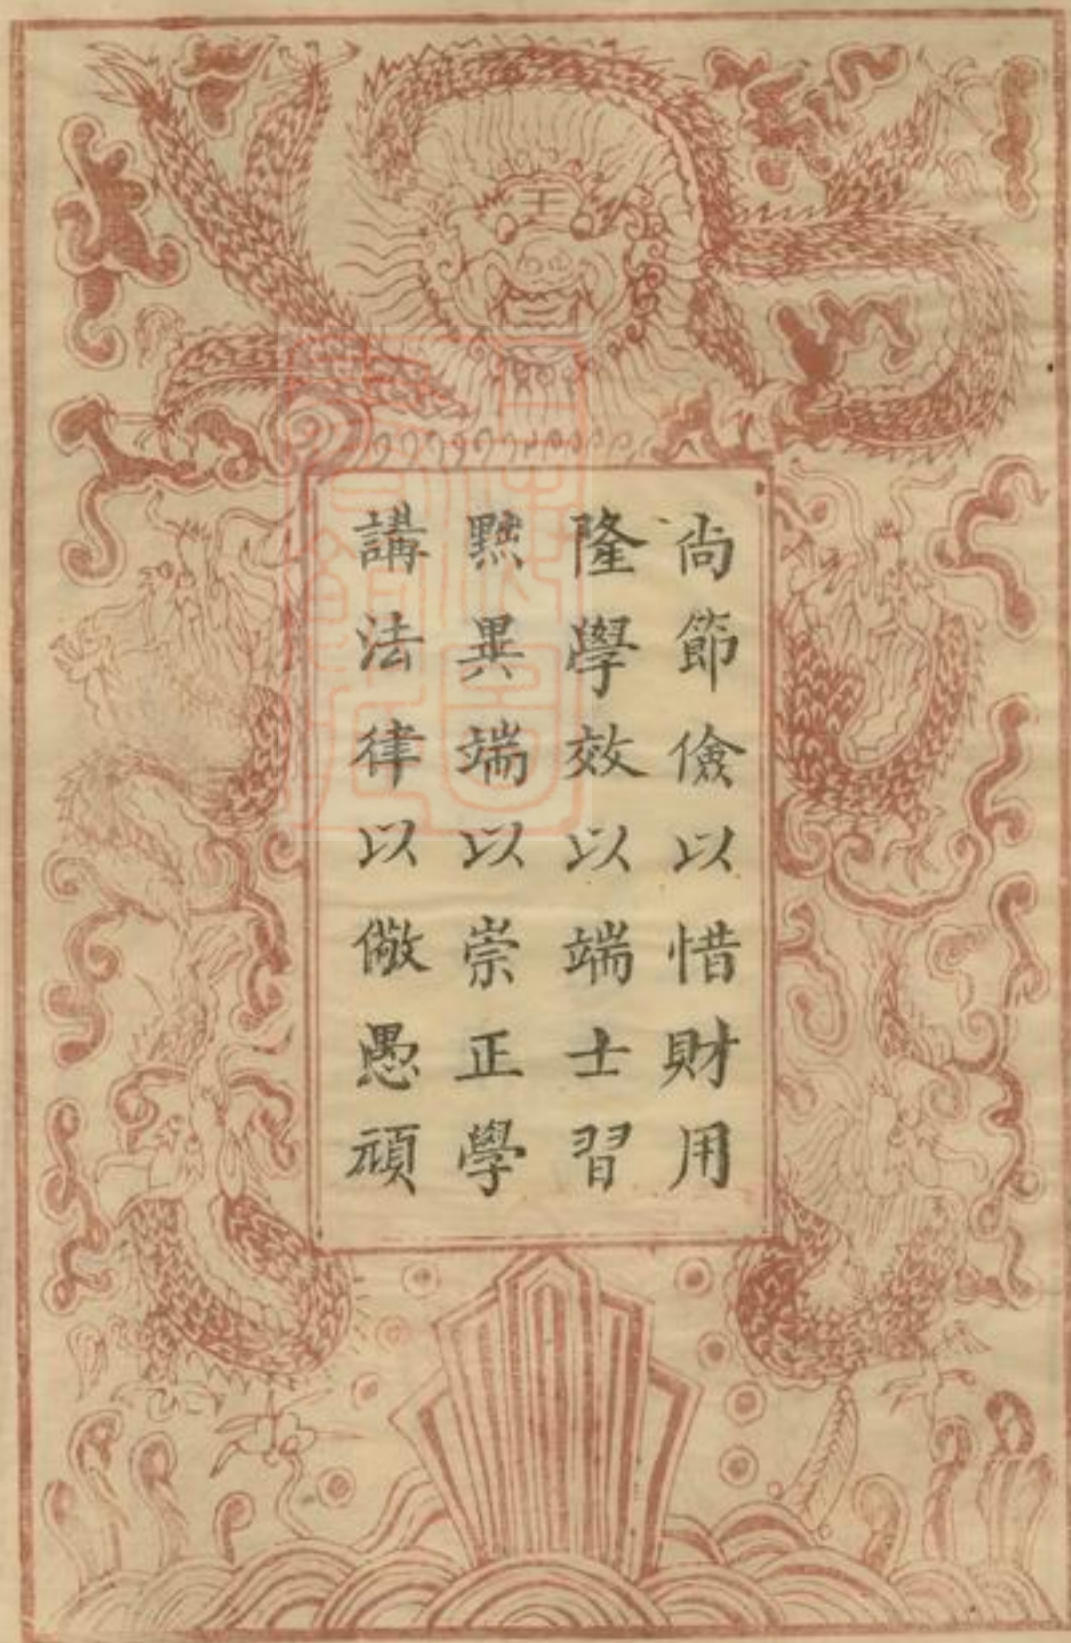 尚節儉以惜財用
隆學效以端士習
黜異端以崇正學
講法律以儆愚頑
王